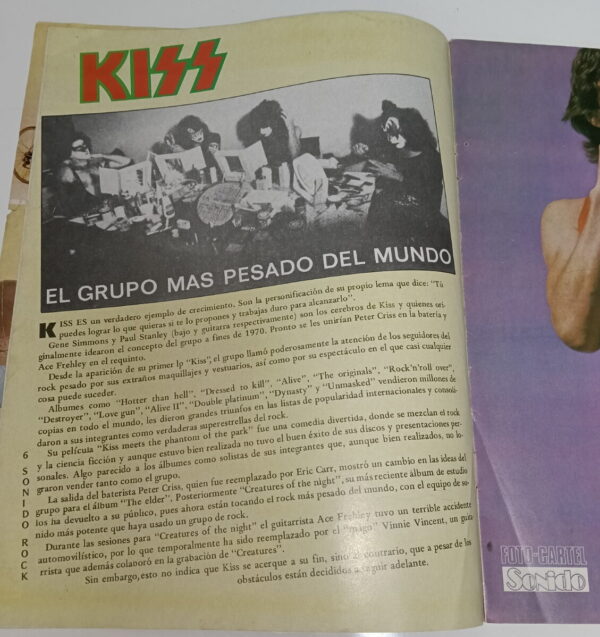 KISS
EL GRUPO MAS PESADO DEL MUNDO
KISS ES un verdadero ejemplo de crecimiento. Son la personificación de su propio lema que dice: "Tú
puedes lograr lo que quieras si te lo propones y trabajas duro para alcanzarlo".
Gene Simmons y Paul Stanley (bajo y guitarra respectivamente) son los cerebros de Kiss y quienes ori-
ginalmente idearon el concepto del grupo a fines de 1970. Pronto se les unirían Peter Criss en la batería y
Ace Frehley en el requinto.
Desde la aparición de su primer lp "Kiss", el grupo llamó poderosamente la atención de los seguidores del
rock pesado por sus extraños maquillajes y vestuarios, así como por su espectáculo en el que casi cualquier
cosa puede suceder.
Albumes como "Hotter than hell", "Dressed to kill", "Alive", "The originals", "Rock'n'roll over",
"Destroyer", "Love gun", "Alive II", "Double platinum", "Dynasty" y "Unmasked" vendieron millones de
copias en todo el mundo, les dieron grandes triunfos en las listas de popularidad internacionales y consoli-
daron a sus integrantes como verdaderas superestrellas del rock.
Su película "Kiss meets the phantom of the park" fue una comedia divertida, donde se mezclan el rock
y la ciencia ficción y aunque estuvo bien realizada no tuvo el buen éxito de sus discos y presentaciones per-
sonales. Algo parecido a los álbumes como solistas de sus integrantes que, aunque bien realizados, no lo-
graron vender tanto como el grupo.
La salida del baterista Peter Criss, quien fue reemplazado por Eric Carr, mostró un cambio en las ideas del
grupo para el álbum "The elder". Posteriormente "Creatures of the night", su más reciente álbum de estudio
los ha devuelto a su público, pues ahora están tocando el rock más pesado del mundo, con el equipo de so-
nido más potente que haya usado un grupo de rock.
Durante las sesiones para "Creatures of the night" el guitarrista Ace Frehley tuvo un terrible accidente
automovilístico, por lo que temporalmente ha sido reemplazado por el "mago" Vinnie Vincent, un guita-
rrista que además colaboró en la grabación de "Creatures".
Sin embargo, esto no indica que Kiss se acerque a su fin, sino al contrario, que a pesar de los
obstáculos están decididos a seguir adelante.
6 SONIDO ROCK
FOTO-CARTEL
Sonido